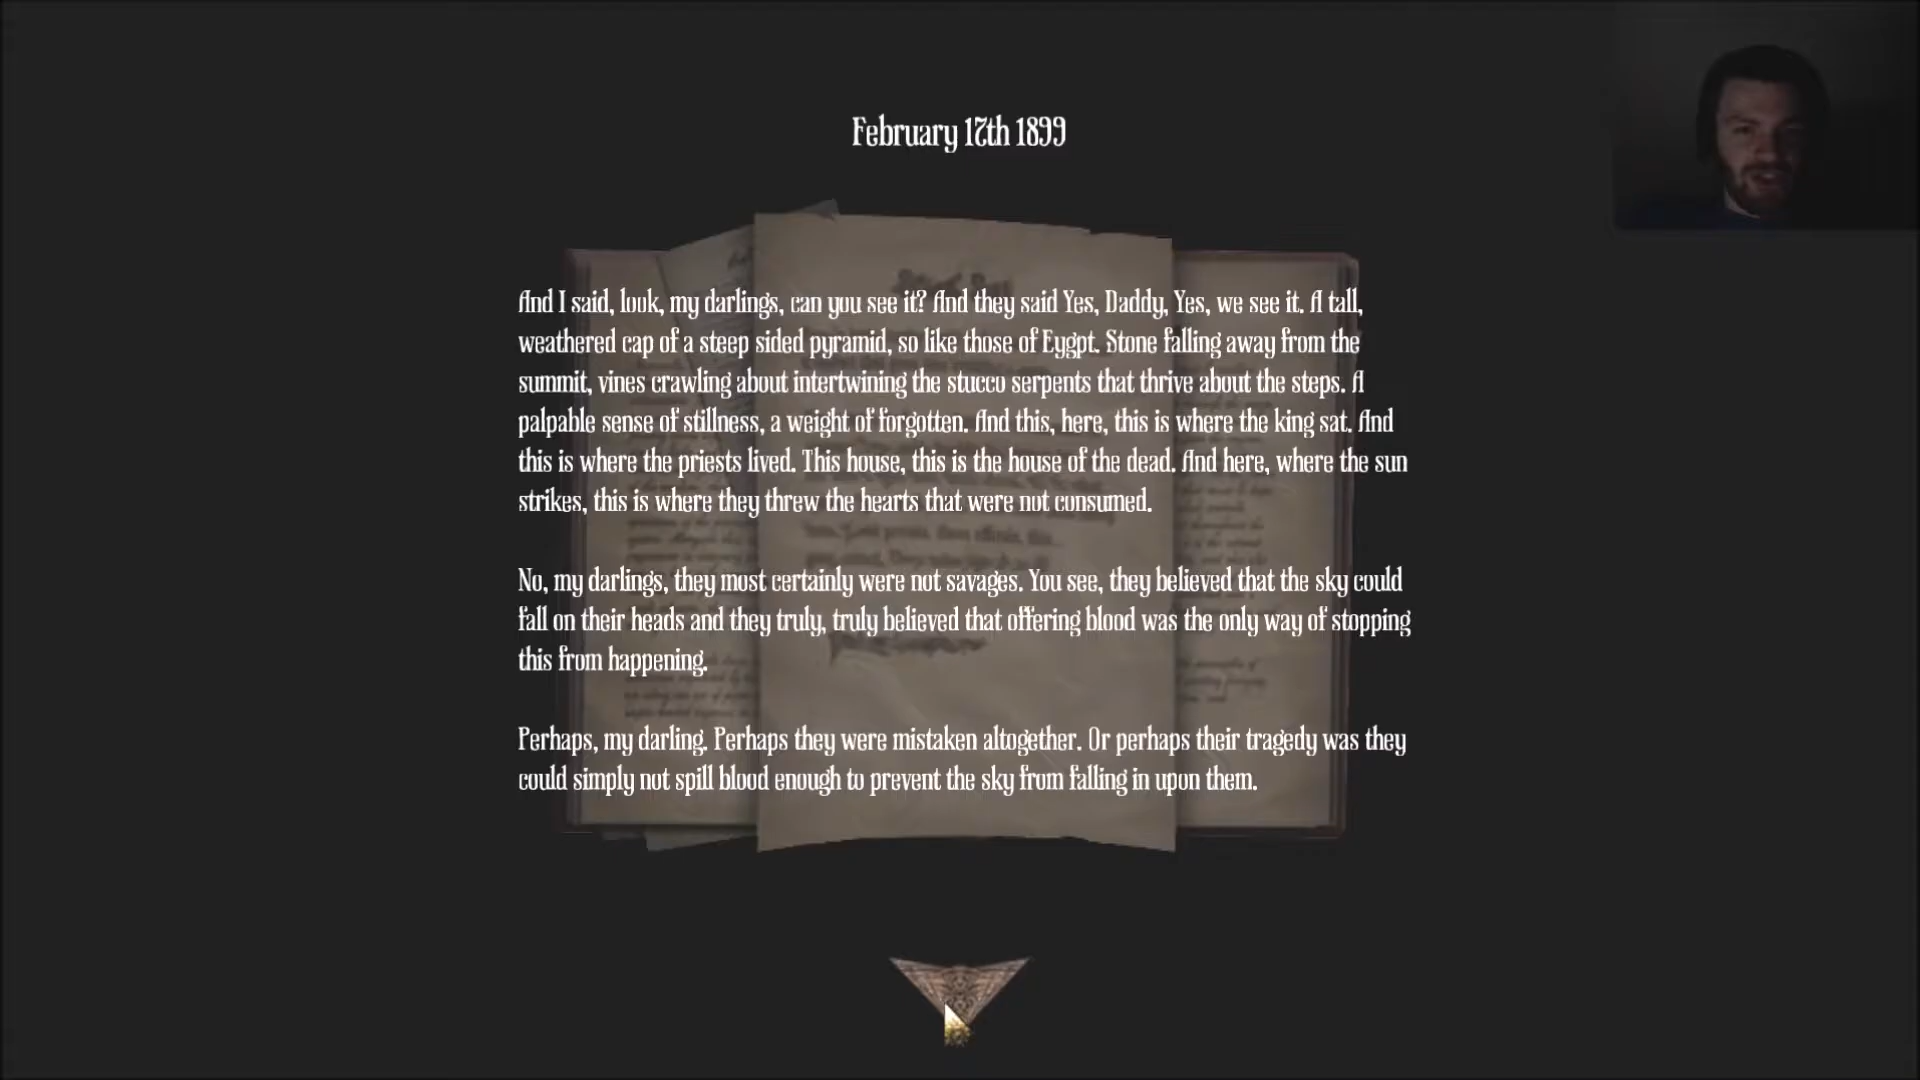 February 17th 1899
And I said, look, my darlings, can you see it? And they said Yes, Daddy, Yes, we see it. A tall,
weathered cap of a steep sided pyramid, so like those of Eygpt. Stone falling away from the
summit, vines crawling about intertwining the stucco serpents that thrive about the steps. A
palpable sense of stillness, a weight of forgotten. And this, here, this is where the king sat. And
this is where the priests lived. This house, this is the house of the dead. And here, where the sun
strikes, this is where they threw the hearts that were not consumed.
No, my darlings, they most certainly were not savages. You see, they believed that the sky could
fall on their heads and they truly, truly believed that offering blood was the only way of stopping
this from happening.
Perhaps, my darling. Perhaps they were mistaken altogether. Or perhaps their tragedy was they
could simply not spill blood enough to prevent the sky from falling in upon them.